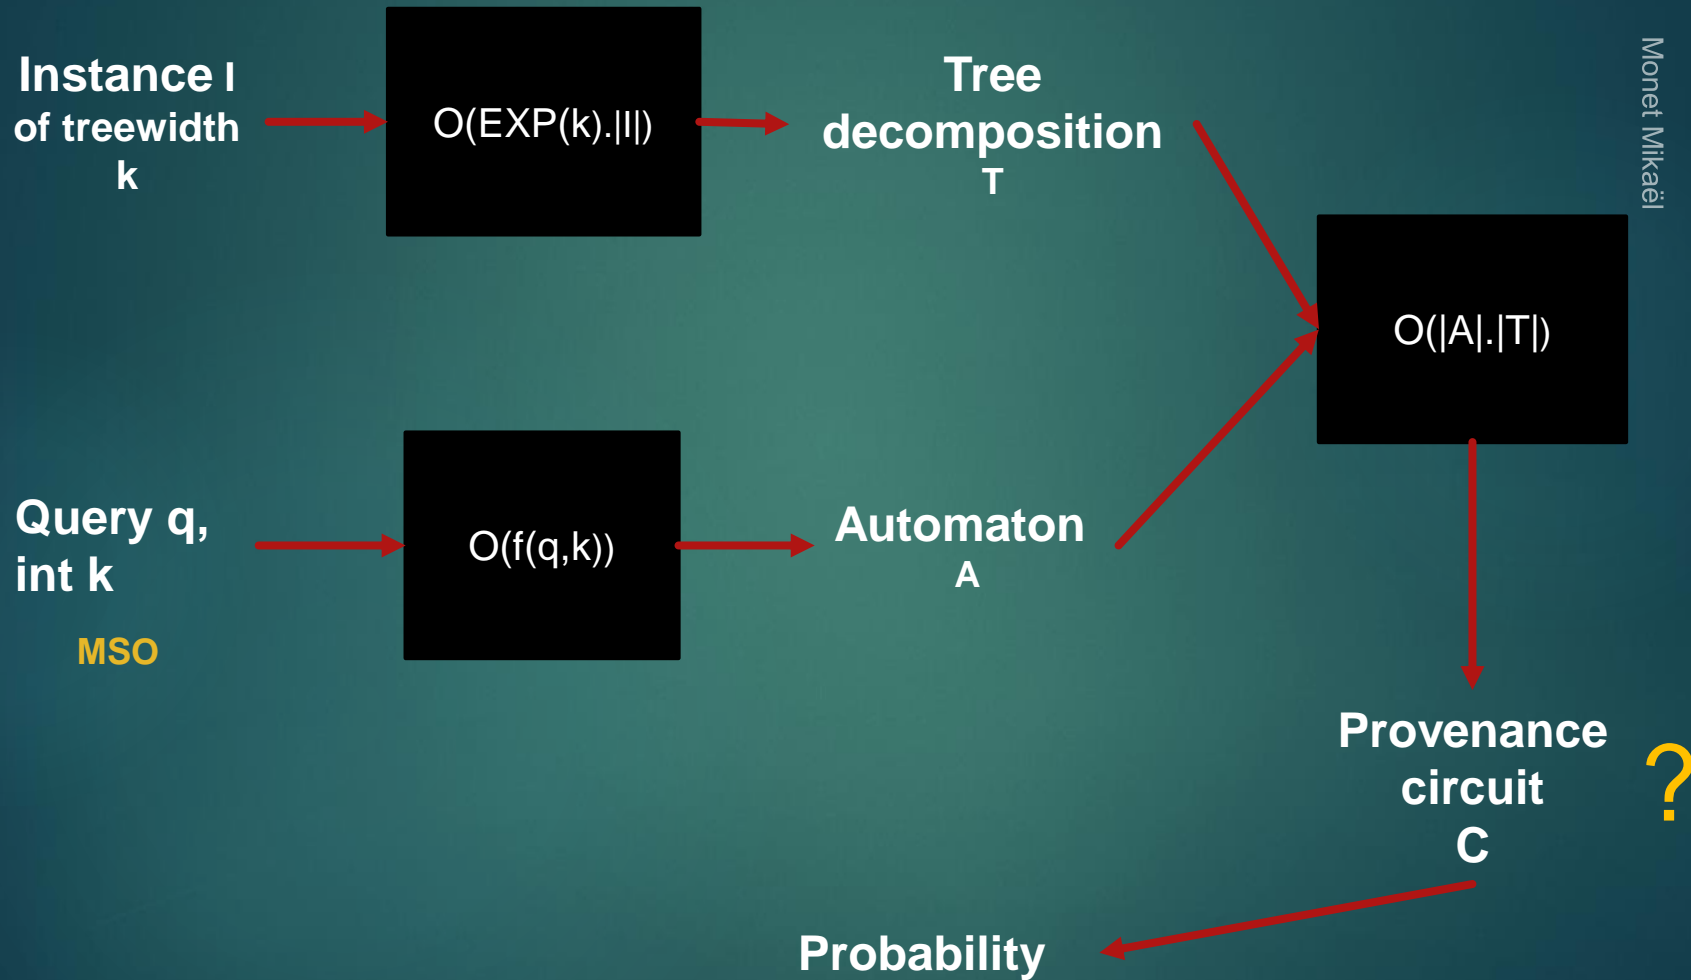 Instance I
of treewidth
k
O(EXP(k).|I|)
Tree
decomposition
T
Monet Mikaël
O(|A|.|T|)
Query q,
int k
MSO
O(f(q,k))
Automaton
A
Provenance
circuit
C
?
Probability